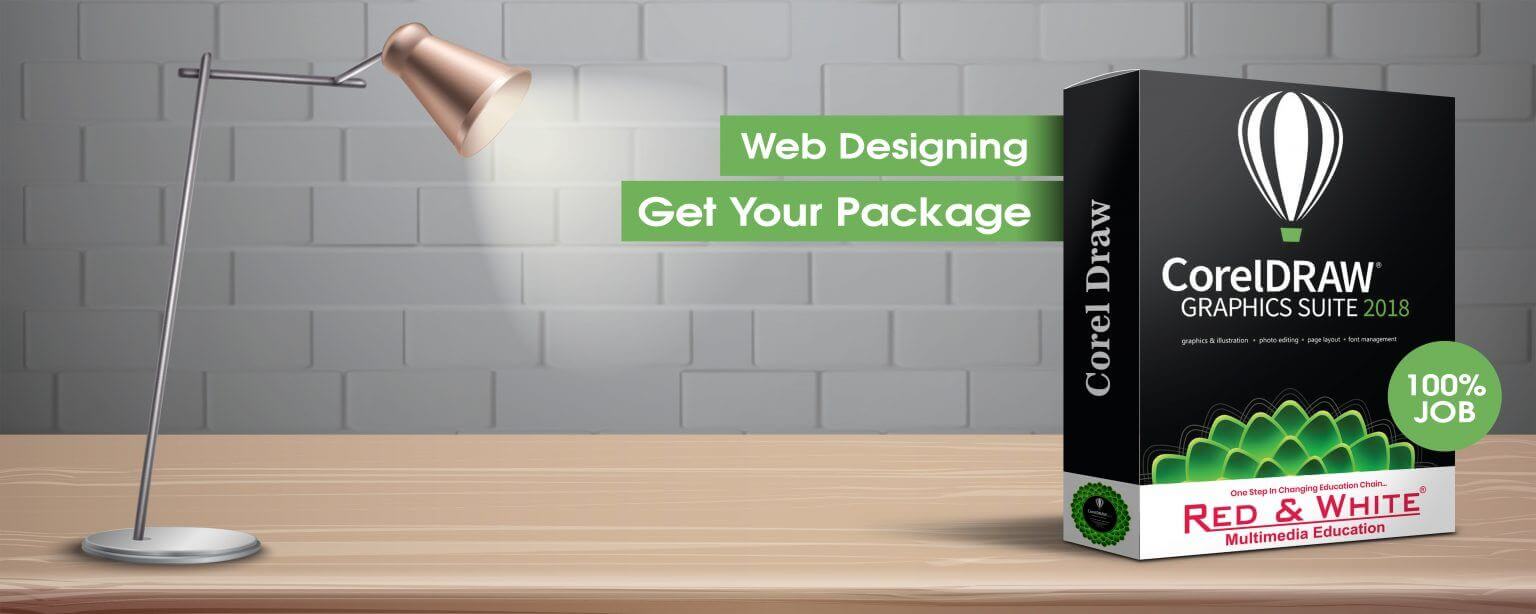 Web Designing
Get Your Package
Corel Draw
CorelDRAW®
GRAPHICS SUITE 2018
graphics & illustration • photo editing • page layout • font management
100%
JOB
One Step In Changing Education Chain...
RED & WHITE®
Multimedia Education